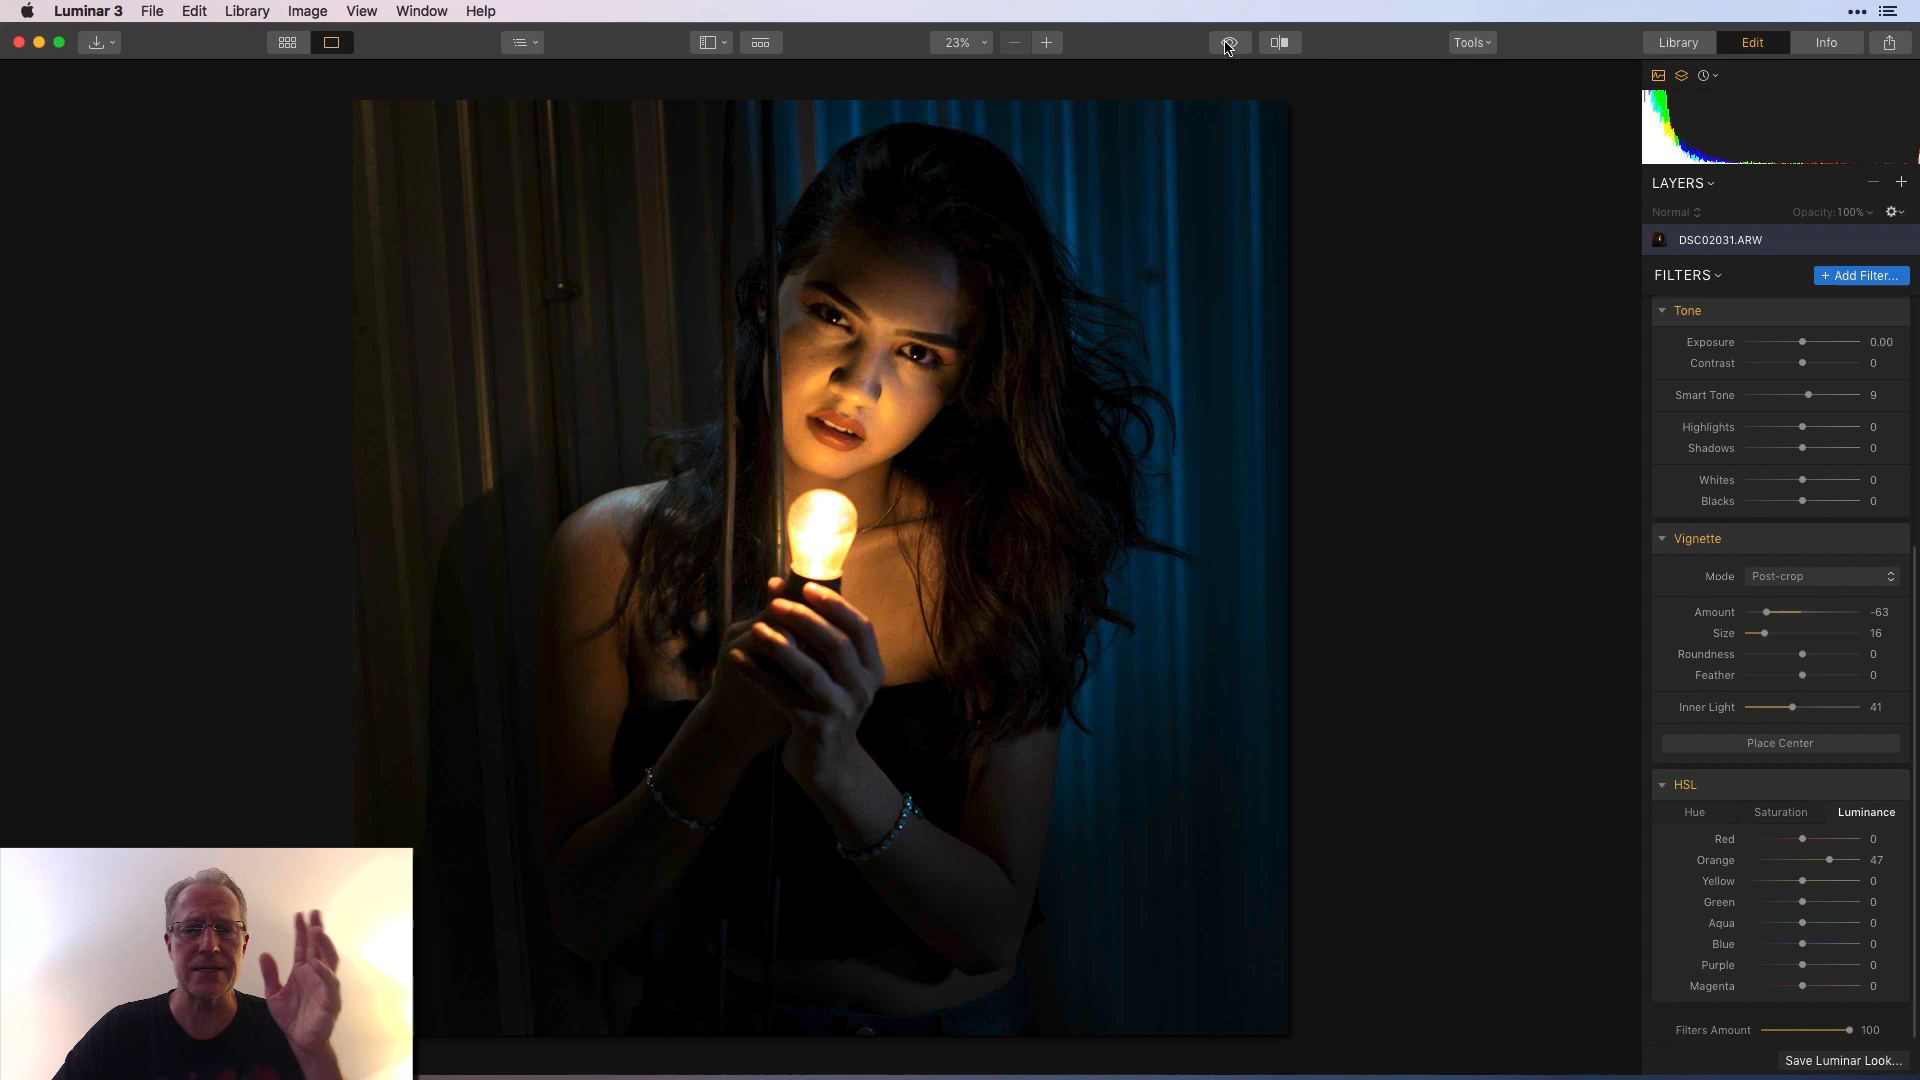 Luminar 3 File Edit Library Image View Window Help
23% Tools Library Edit Info
LAYERS
Normal Opacity: 100%
DSC02031.ARW
FILTERS + Add Filter...
Tone
Exposure 0.00
Contrast 0
Smart Tone 9
Highlights 0
Shadows 0
Whites 0
Blacks 0
Vignette
Mode Post-crop
Amount -63
Size 16
Roundness 0
Feather 0
Inner Light 41
Place Center
HSL
Hue Saturation Luminance
Red 0
Orange 47
Yellow 0
Green 0
Aqua 0
Blue 0
Purple 0
Magenta 0
Filters Amount 100
Save Luminar Look...